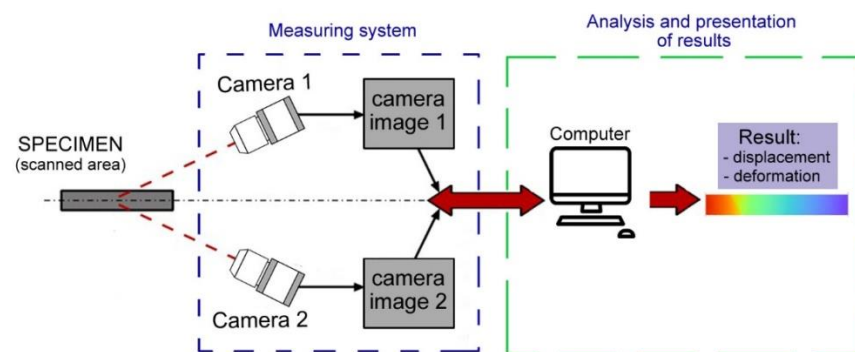 Measuring system
Analysis and presentation
of results
Camera 1
camera
image 1
SPECIMEN
(scanned area)
Computer
Result:
- displacement
- deformation
camera
image 2
Camera 2